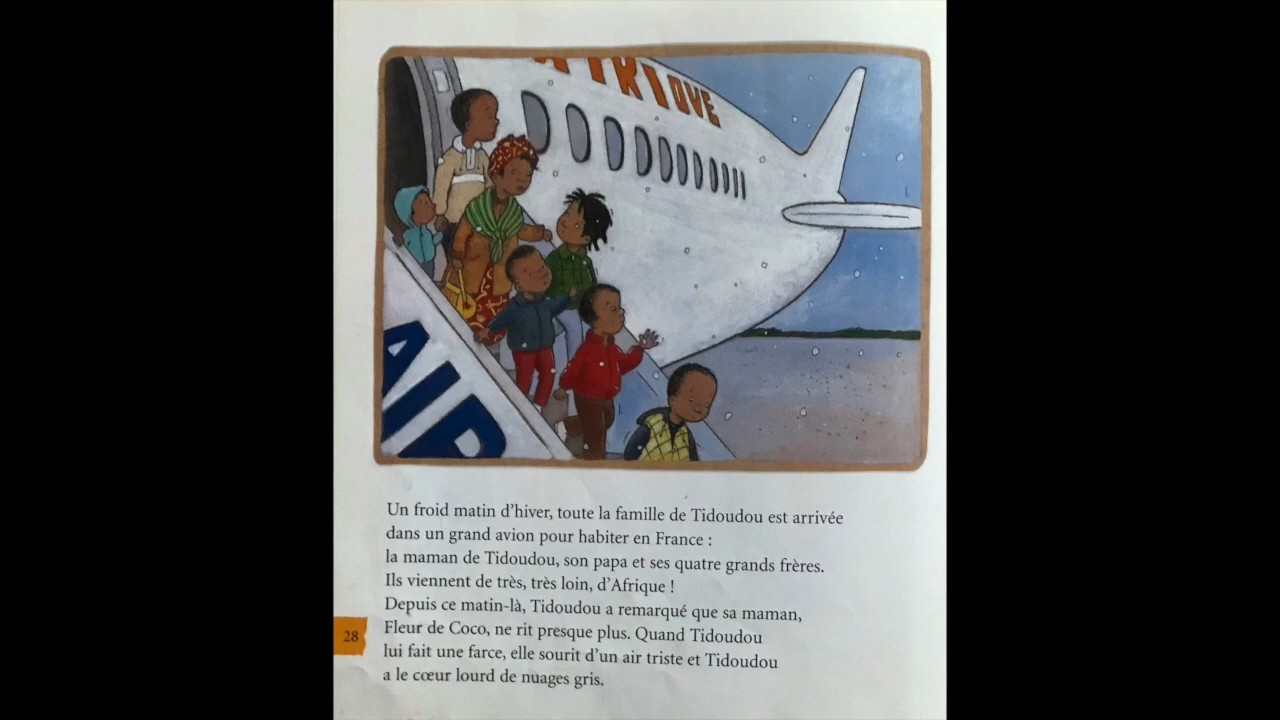 AIR IOVE
AIR
Un froid matin d'hiver, toute la famille de Tidoudou est arrivée
dans un grand avion pour habiter en France :
la maman de Tidoudou, son papa et ses quatre grands frères.
Ils viennent de très, très loin, d'Afrique !
Depuis ce matin-là, Tidoudou a remarqué que sa maman,
Fleur de Coco, ne rit presque plus. Quand Tidoudou
28
lui fait une farce, elle sourit d'un air triste et Tidoudou
a le cœur lourd de nuages gris.